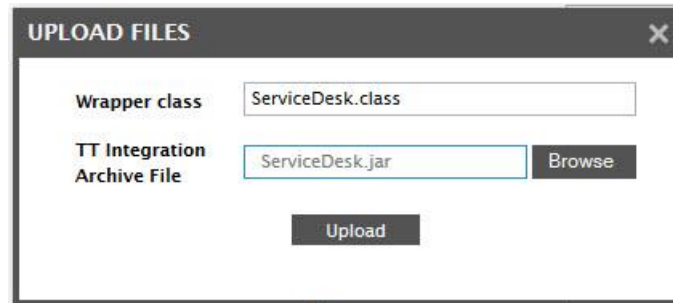 UPLOAD FILES
Wrapper class ServiceDesk.class
TT Integration
Archive File ServiceDesk.jar Browse
Upload